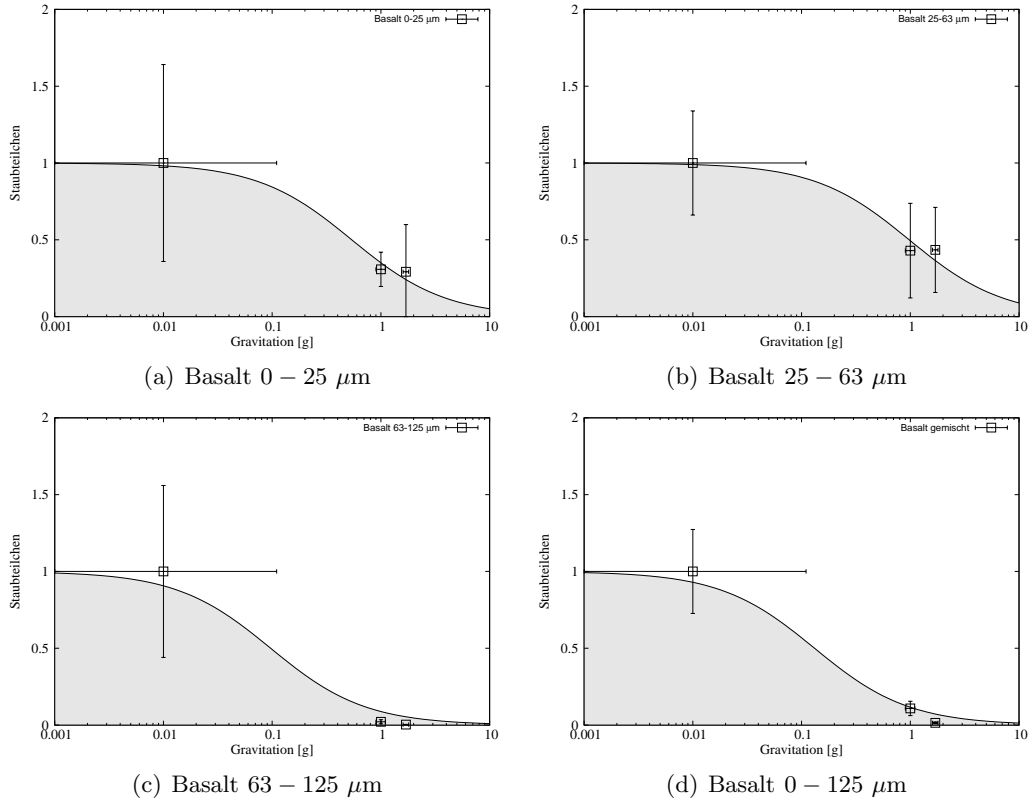 2
1.5
1
0.5
0
0.001
0.01
0.1
1
10
Staubteilchen
Gravitation [g]
Basalt 0-25 μm
(a) Basalt 0 – 25 μm
2
1.5
1
0.5
0
0.001
0.01
0.1
1
10
Staubteilchen
Gravitation [g]
Basalt 25-63 μm
(b) Basalt 25 – 63 μm
2
1.5
1
0.5
0
0.001
0.01
0.1
1
10
Staubteilchen
Gravitation [g]
Basalt 63-125 μm
(c) Basalt 63 – 125 μm
2
1.5
1
0.5
0
0.001
0.01
0.1
1
10
Staubteilchen
Gravitation [g]
Basalt gemischt
(d) Basalt 0 – 125 μm